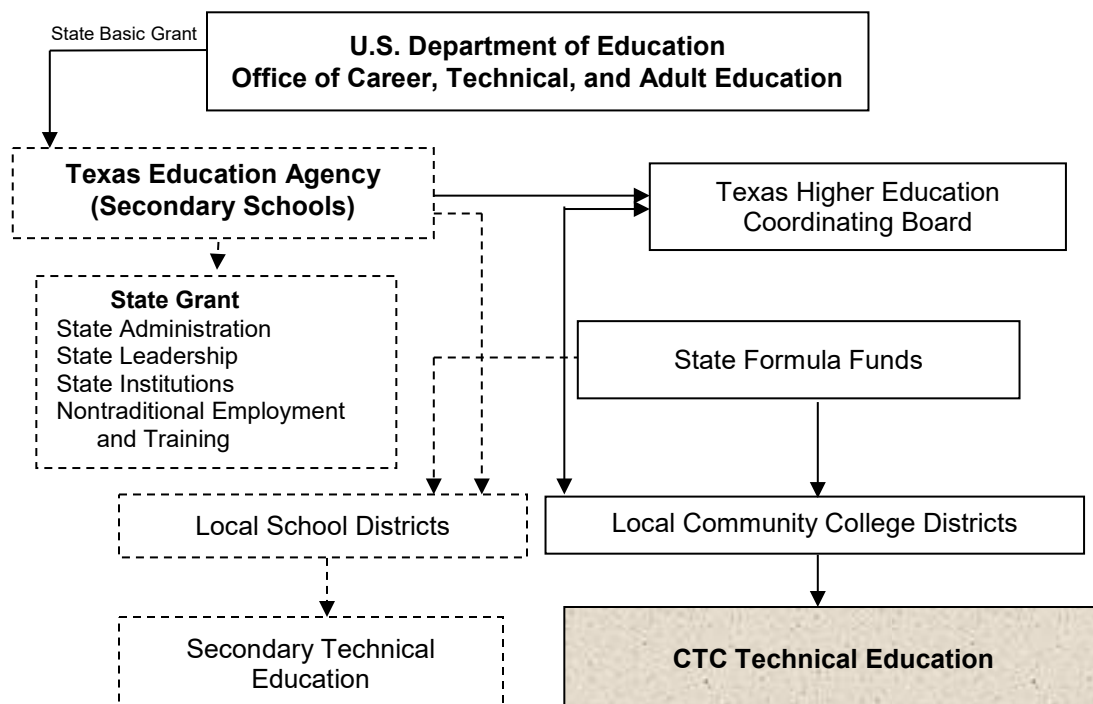 State Basic Grant
U.S. Department of Education
Office of Career, Technical, and Adult Education
Texas Education Agency
(Secondary Schools)
Texas Higher Education
Coordinating Board
State Grant
State Administration
State Leadership
State Institutions
Nontraditional Employment
and Training
State Formula Funds
Local School Districts
Local Community College Districts
Secondary Technical
Education
CTC Technical Education